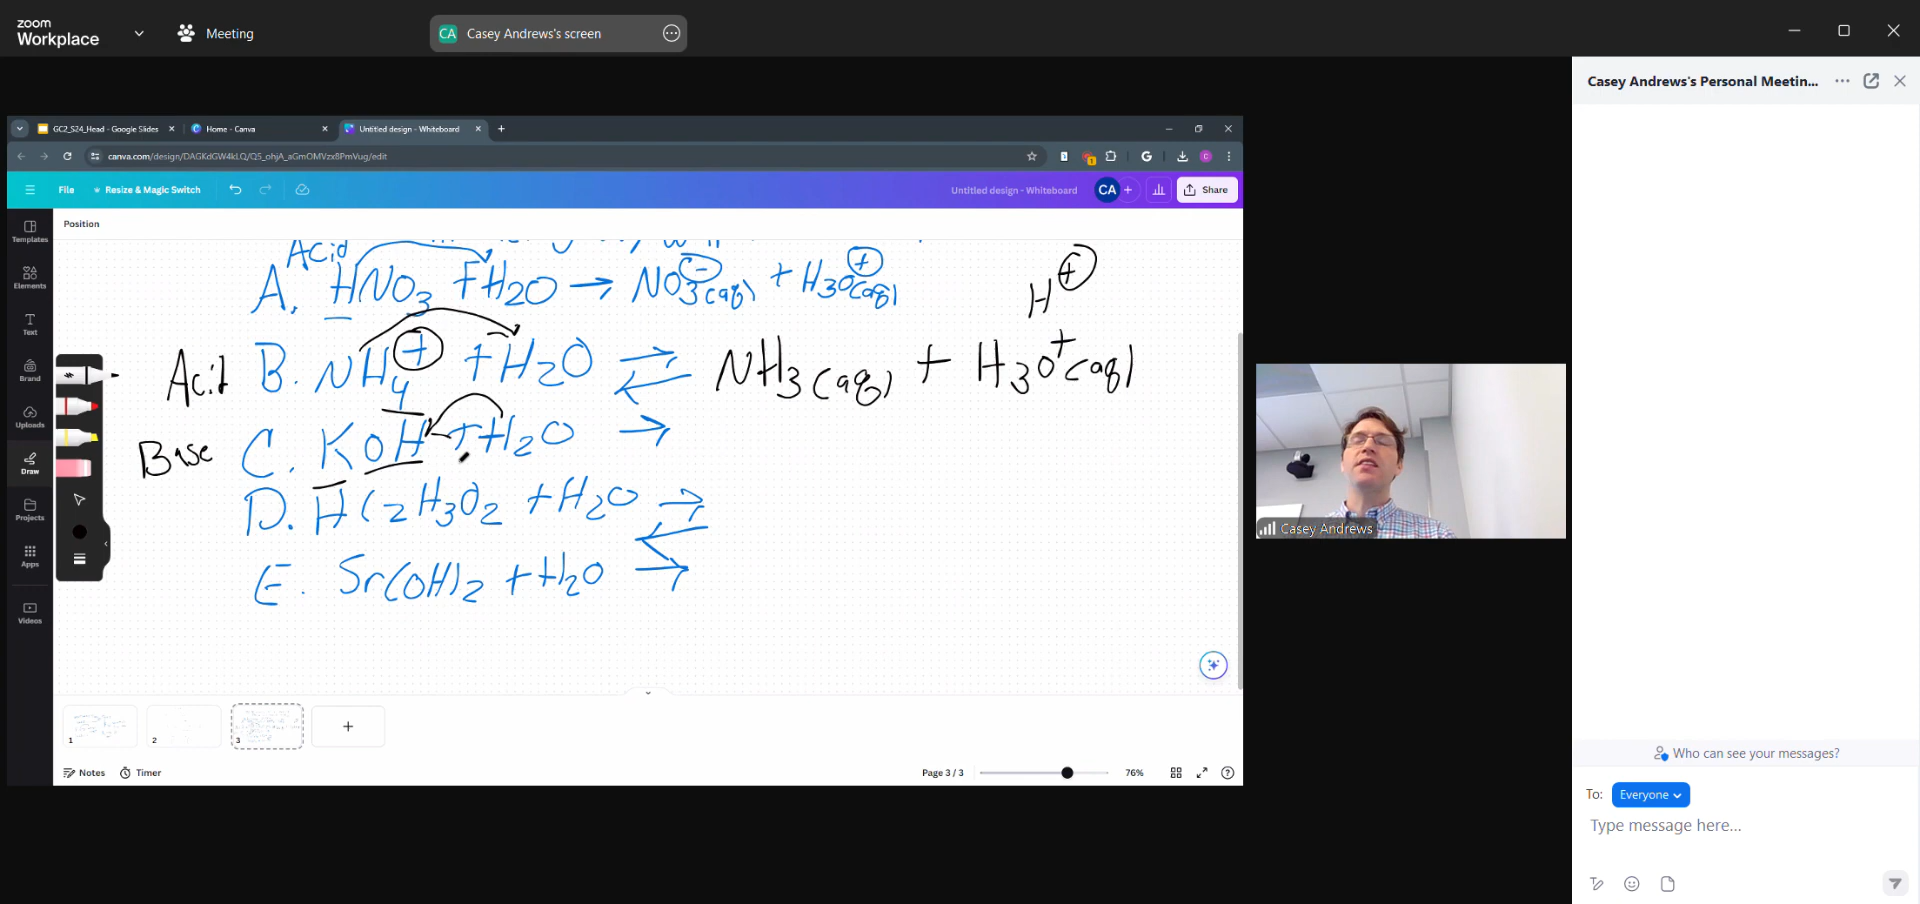 zoom
Workplace
Meeting
CA Casey Andrews's screen
Casey Andrews's Personal Meetin...
GC2_S24_Head - Google Slides
Home - Canva
Untitled design - Whiteboard
canva.com/design/DAGKdGW4kLQ/Q5_ohjA_aGmOMVzx8PmVug/edit
File
Resize & Magic Switch
Untitled design - Whiteboard
CA
Share
Templates
Elements
Text
Brand
Uploads
Draw
Projects
Apps
Videos
Position
Acid
A. HNO3 + H2O → NO3⁻(aq) + H3O⁺(aq)
H⁺
Acid B. NH4⁺ + H2O ⇌ NH3(aq) + H3O⁺(aq)
Base C. KOH + H2O →
D. HC2H3O2 + H2O ⇌
E. Sr(OH)2 + H2O →
Casey Andrews
1
2
3
Notes
Timer
Page 3 / 3
76%
Who can see your messages?
To: Everyone
Type message here...